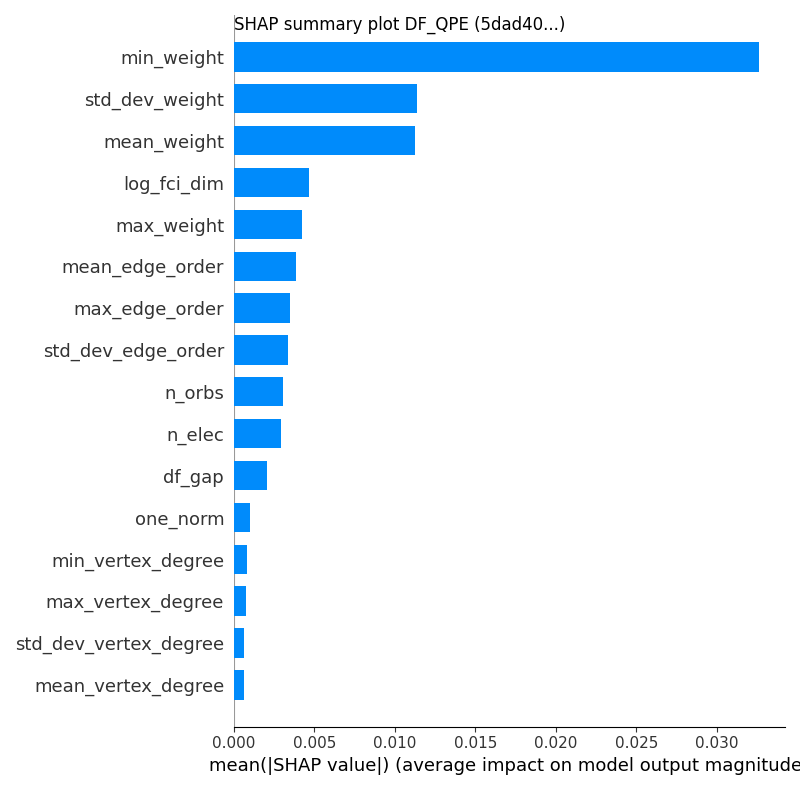 SHAP summary plot DF_QPE (5dad40...)
min_weight
std_dev_weight
mean_weight
log_fci_dim
max_weight
mean_edge_order
max_edge_order
std_dev_edge_order
n_orbs
n_elec
df_gap
one_norm
min_vertex_degree
max_vertex_degree
std_dev_vertex_degree
mean_vertex_degree
0.000 0.005 0.010 0.015 0.020 0.025 0.030
mean(|SHAP value|) (average impact on model output magnitude